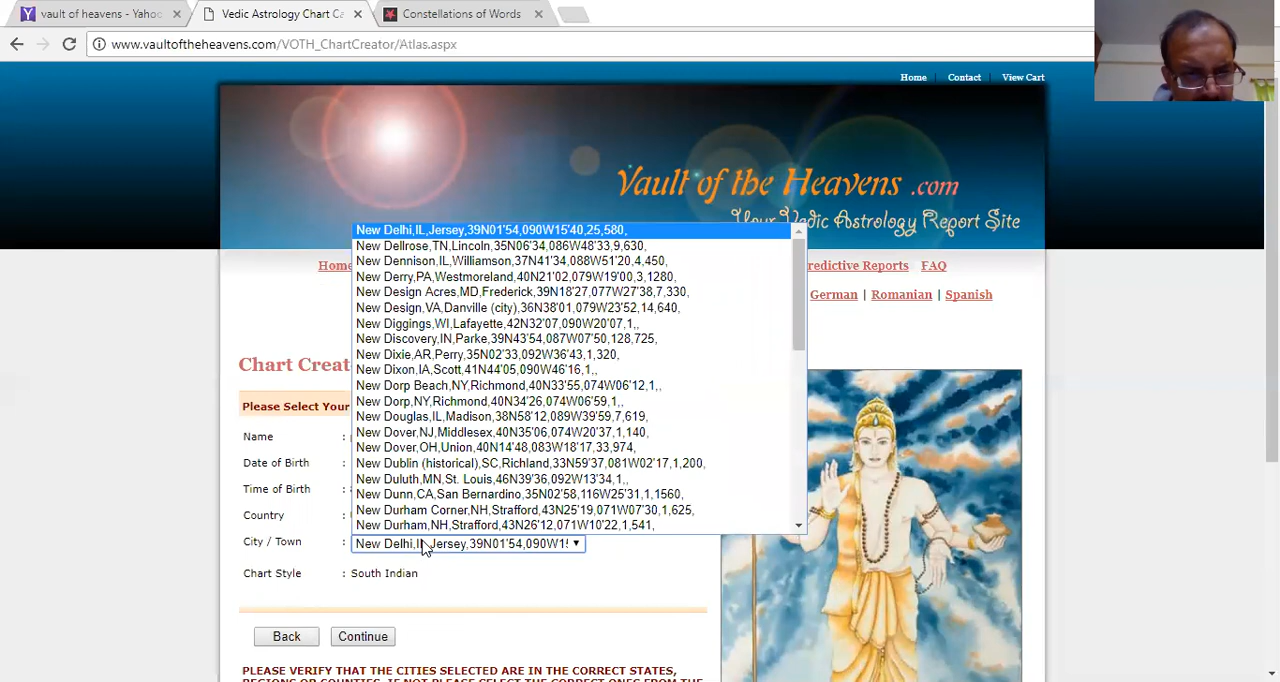 vault of heavens - Yahoo
Vedic Astrology Chart C
Constellations of Words
www.vaultoftheheavens.com/VOTH_ChartCreator/Atlas.aspx
Home
Contact
View Cart
Vault of the Heavens .com
Your Vedic Astrology Report Site
Home
redictive Reports
FAQ
German | Romanian | Spanish
Chart Creat
Please Select Your
Name :
Date of Birth :
Time of Birth :
Country :
City / Town :
New Delhi,IL,Jersey,39N01'54,090W15'40,25,580,
New Dellrose,TN,Lincoln,35N06'34,086W48'33,9,630,
New Dennison,IL,Williamson,37N41'34,088W51'20,4,450,
New Derry,PA,Westmoreland,40N21'02,079W19'00,3,1280,
New Design Acres,MD,Frederick,39N18'27,077W27'38,7,330,
New Design,VA,Danville (city),36N38'01,079W23'52,14,640,
New Diggings,WI,Lafayette,42N32'07,090W20'07,1,,
New Discovery,IN,Parke,39N43'54,087W07'50,128,725,
New Dixie,AR,Perry,35N02'33,092W36'43,1,320,
New Dixon,IA,Scott,41N44'05,090W46'16,1,,
New Dorp Beach,NY,Richmond,40N33'55,074W06'12,1,,
New Dorp,NY,Richmond,40N34'26,074W06'59,1,,
New Douglas,IL,Madison,38N58'12,089W39'59,7,619,
New Dover,NJ,Middlesex,40N35'06,074W20'37,1,140,
New Dover,OH,Union,40N14'48,083W18'17,33,974,
New Dublin (historical),SC,Richland,33N59'37,081W02'17,1,200,
New Duluth,MN,St. Louis,46N39'36,092W13'34,1,,
New Dunn,CA,San Bernardino,35N02'58,116W25'31,1,1560,
New Durham Corner,NH,Strafford,43N25'19,071W07'30,1,625,
New Durham,NH,Strafford,43N26'12,071W10'22,1,541,
New Delhi,IL,Jersey,39N01'54,090W15
Chart Style : South Indian
Back
Continue
PLEASE VERIFY THAT THE CITIES SELECTED ARE IN THE CORRECT STATES,
REGIONS OR COUNTIES. IF NOT PLEASE SELECT THE CORRECT ONES FROM THE